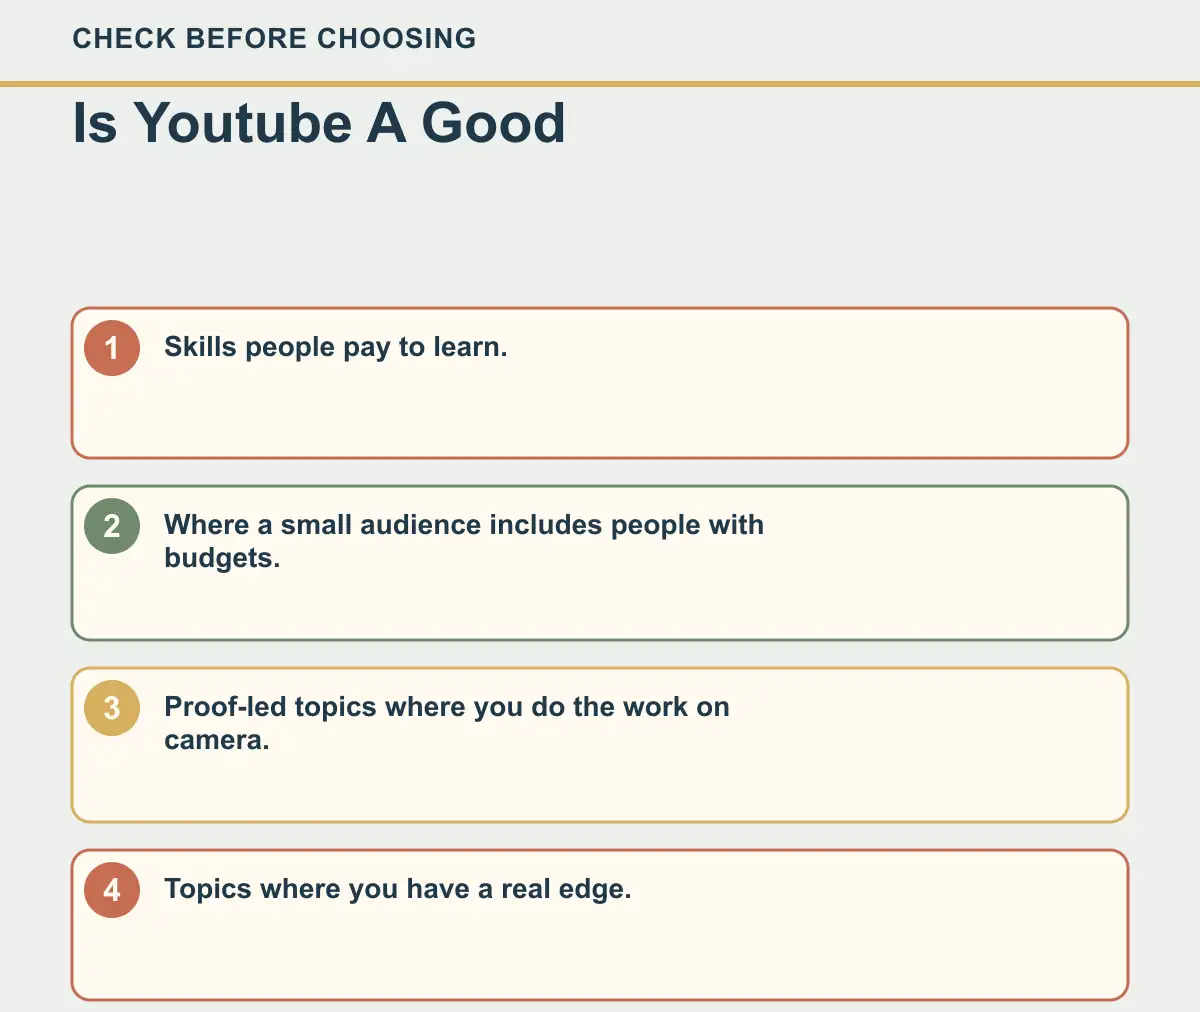 CHECK BEFORE CHOOSING
Is Youtube A Good
1
Skills people pay to learn.
2
Where a small audience includes people with
budgets.
3
Proof-led topics where you do the work on
camera.
4
Topics where you have a real edge.